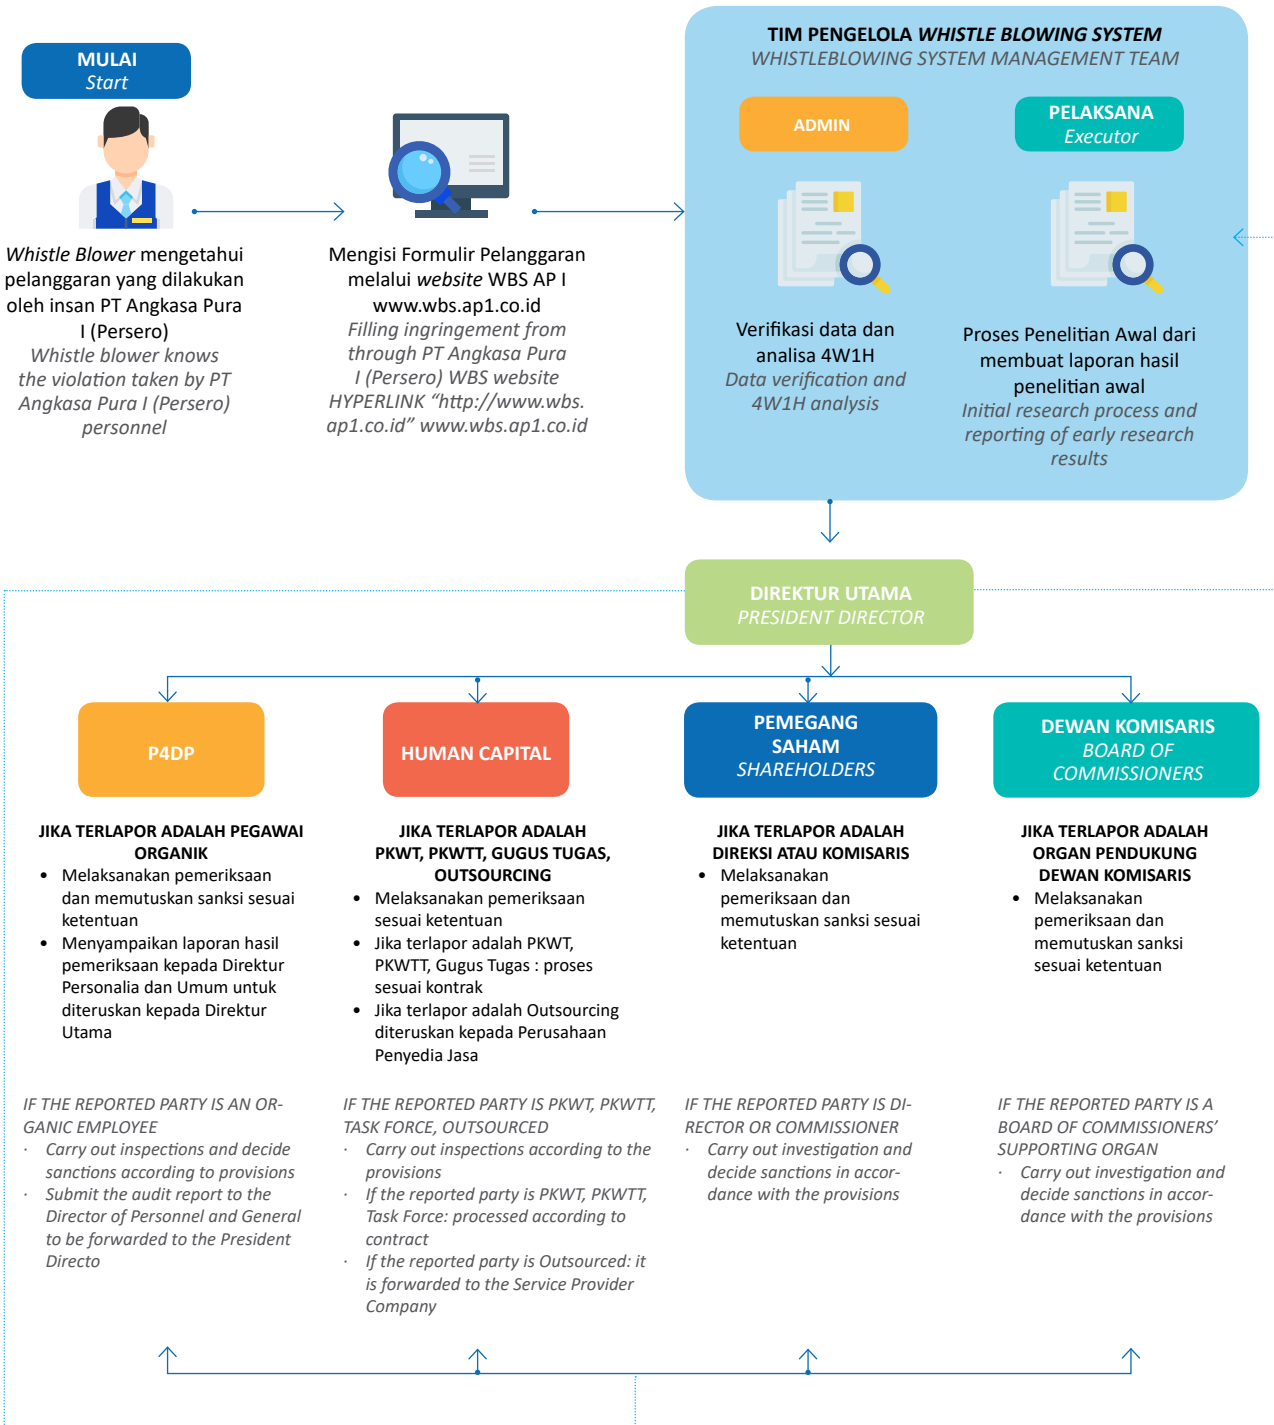 MULAI
Start
Whistle Blower mengetahui
pelanggaran yang dilakukan
oleh insan PT Angkasa Pura
I (Persero)
Whistle blower knows
the violation taken by PT
Angkasa Pura I (Persero)
personnel
Mengisi Formulir Pelanggaran
melalui website WBS AP I
www.wbs.ap1.co.id
Filling ingringement from
through PT Angkasa Pura
I (Persero) WBS website
HYPERLINK “http://www.wbs.
ap1.co.id” www.wbs.ap1.co.id
TIM PENGELOLA WHISTLE BLOWING SYSTEM
WHISTLEBLOWING SYSTEM MANAGEMENT TEAM
ADMIN
Verifikasi data dan
analisa 4W1H
Data verification and
4W1H analysis
PELAKSANA
Executor
Proses Penelitian Awal dari
membuat laporan hasil
penelitian awal
Initial research process and
reporting of early research
results
DIREKTUR UTAMA
PRESIDENT DIRECTOR
P4DP
JIKA TERLAPOR ADALAH PEGAWAI
ORGANIK
• Melaksanakan pemeriksaan
dan memutuskan sanksi sesuai
ketentuan
• Menyampaikan laporan hasil
pemeriksaan kepada Direktur
Personalia dan Umum untuk
diteruskan kepada Direktur
Utama
IF THE REPORTED PARTY IS AN OR-
GANIC EMPLOYEE
· Carry out inspections and decide
sanctions according to provisions
· Submit the audit report to the
Director of Personnel and General
to be forwarded to the President
Directo
HUMAN CAPITAL
JIKA TERLAPOR ADALAH
PKWT, PKWTT, GUGUS TUGAS,
OUTSOURCING
• Melaksanakan pemeriksaan
sesuai ketentuan
• Jika terlapor adalah PKWT,
PKWTT, Gugus Tugas : proses
sesuai kontrak
• Jika terlapor adalah Outsourcing
diteruskan kepada Perusahaan
Penyedia Jasa
IF THE REPORTED PARTY IS PKWT, PKWTT,
TASK FORCE, OUTSOURCED
· Carry out inspections according to the
provisions
· If the reported party is PKWT, PKWTT,
Task Force: processed according to
contract
· If the reported party is Outsourced: it
is forwarded to the Service Provider
Company
PEMEGANG
SAHAM
SHAREHOLDERS
JIKA TERLAPOR ADALAH
DIREKSI ATAU KOMISARIS
• Melaksanakan
pemeriksaan dan
memutuskan sanksi sesuai
ketentuan
IF THE REPORTED PARTY IS DI-
RECTOR OR COMMISSIONER
· Carry out investigation and
decide sanctions in accor-
dance with the provisions
DEWAN KOMISARIS
BOARD OF
COMMISSIONERS
JIKA TERLAPOR ADALAH
ORGAN PENDUKUNG
DEWAN KOMISARIS
• Melaksanakan
pemeriksaan dan
memutuskan sanksi
sesuai ketentuan
IF THE REPORTED PARTY IS A
BOARD OF COMMISSIONERS’
SUPPORTING ORGAN
· Carry out investigation and
decide sanctions in accor-
dance with the provisions